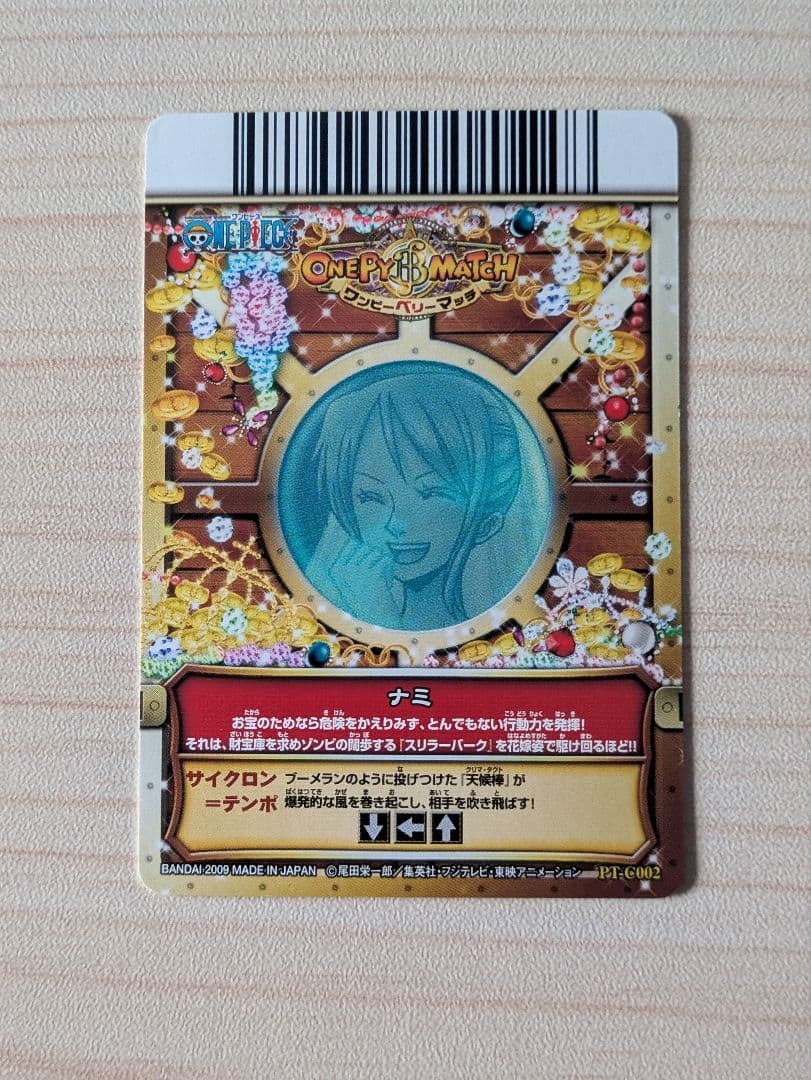 ワンピース
ONE PIECE
ONEPY MATCH
ワンピーベリーマッチ
ナミ
お宝のためなら危険をかえりみず、とんでもない行動力を発揮!
それは、財宝庫を求めゾンビの闊歩する『スリラーバーク』を花嫁姿で駆け回るほど!!
サイクロン
=テンポ
ブーメランのように投げつけた『天候棒』が
爆発的な風を巻き起こし、相手を吹き飛ばす!
BANDAI 2009 MADE IN JAPAN ©尾田栄一郎/集英社・フジテレビ・東映アニメーション PT-C002